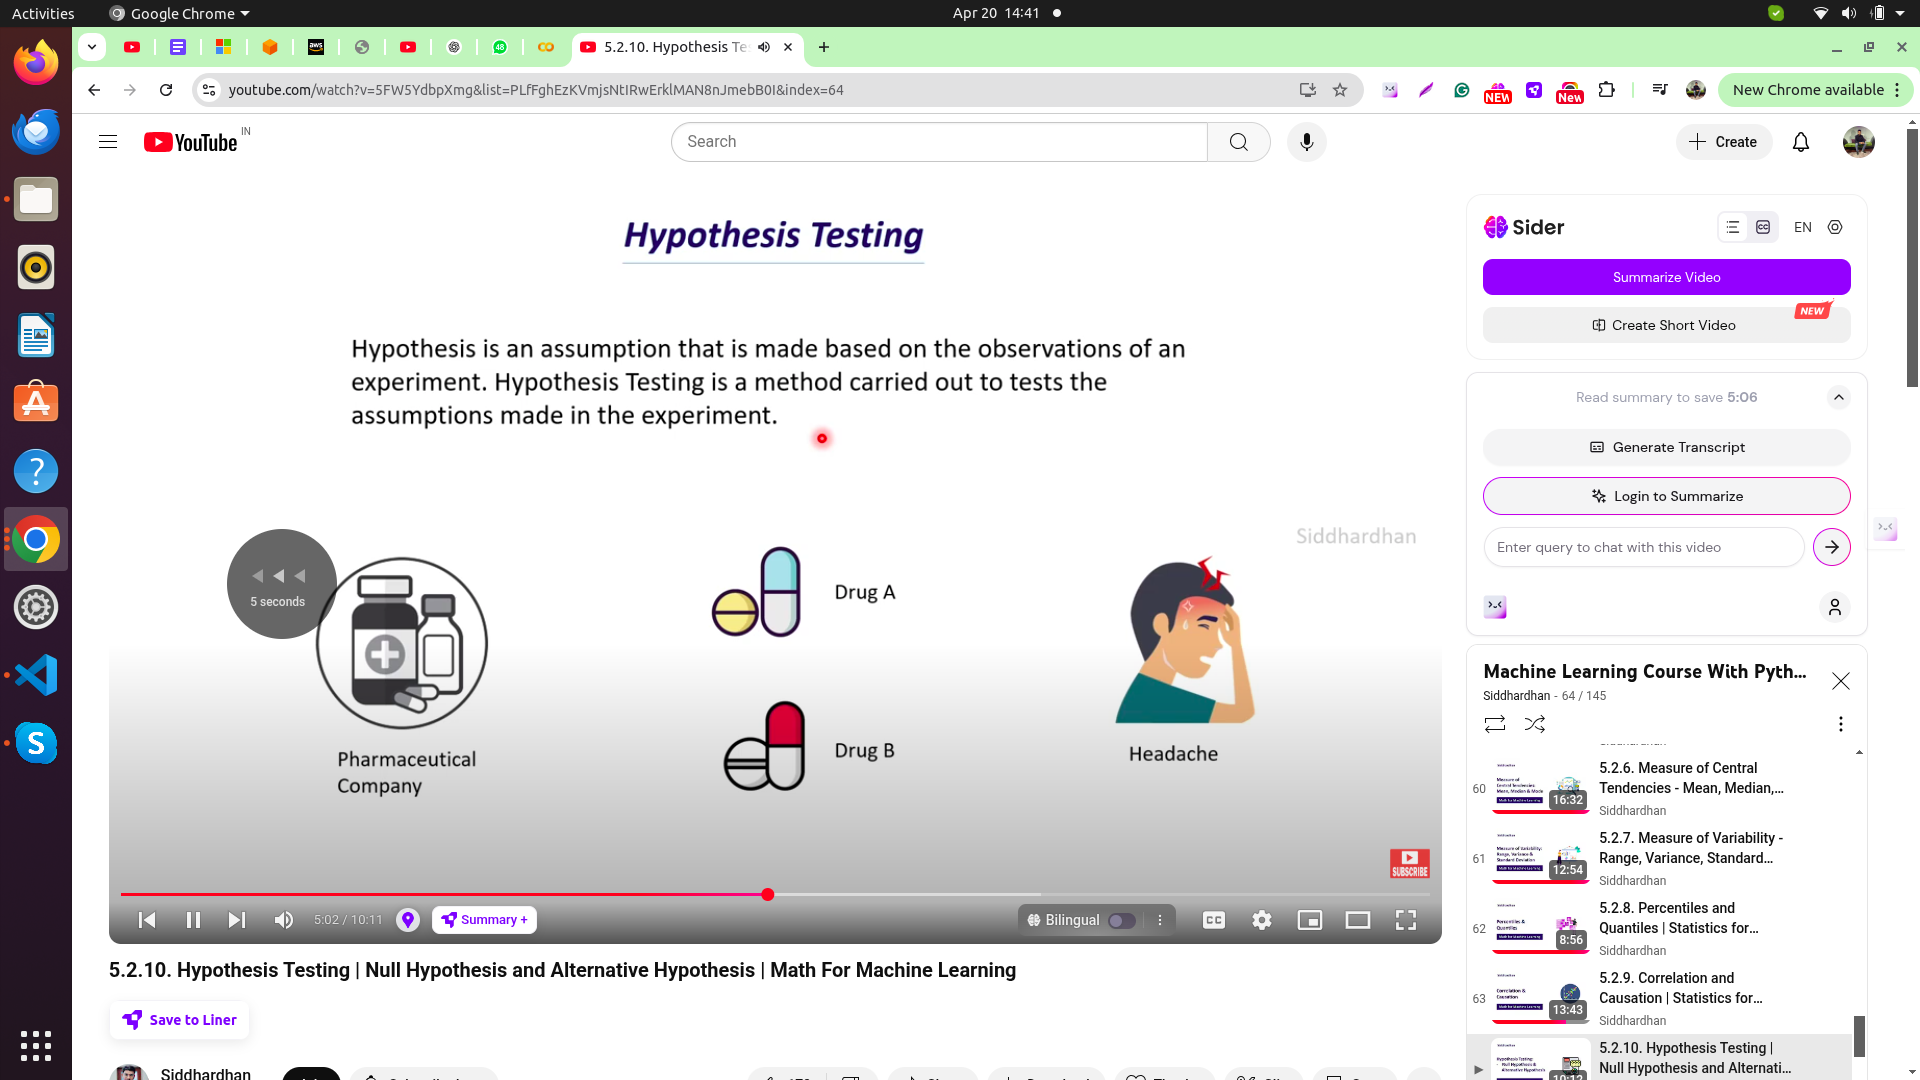 Activities
Google Chrome
Apr 20 14:41
48
aws
5.2.10. Hypothesis Tes
youtube.com/watch?v=5FW5YdbpXmg&list=PLfFghEzKVmjsNtIRwErklMAN8nJmebB0I&index=64
NEW
New
New Chrome available
YouTube
IN
Search
Create
Hypothesis Testing
Hypothesis is an assumption that is made based on the observations of an
experiment. Hypothesis Testing is a method carried out to tests the
assumptions made in the experiment.
Siddhardhan
5 seconds
Drug A
Drug B
Pharmaceutical
Company
Headache
SUBSCRIBE
5:02 / 10:11
Summary +
Bilingual
CC
5.2.10. Hypothesis Testing | Null Hypothesis and Alternative Hypothesis | Math For Machine Learning
Save to Liner
Siddhardhan
Sider
EN
Summarize Video
NEW
Create Short Video
Read summary to save 5:06
Generate Transcript
Login to Summarize
Enter query to chat with this video
Machine Learning Course With Pyth...
Siddhardhan - 64 / 145
60
16:32
5.2.6. Measure of Central
Tendencies - Mean, Median,...
Siddhardhan
61
12:54
5.2.7. Measure of Variability -
Range, Variance, Standard...
Siddhardhan
62
8:56
5.2.8. Percentiles and
Quantiles | Statistics for...
Siddhardhan
63
13:43
5.2.9. Correlation and
Causation | Statistics for...
Siddhardhan
5.2.10. Hypothesis Testing |
Null Hypothesis and Alternati...